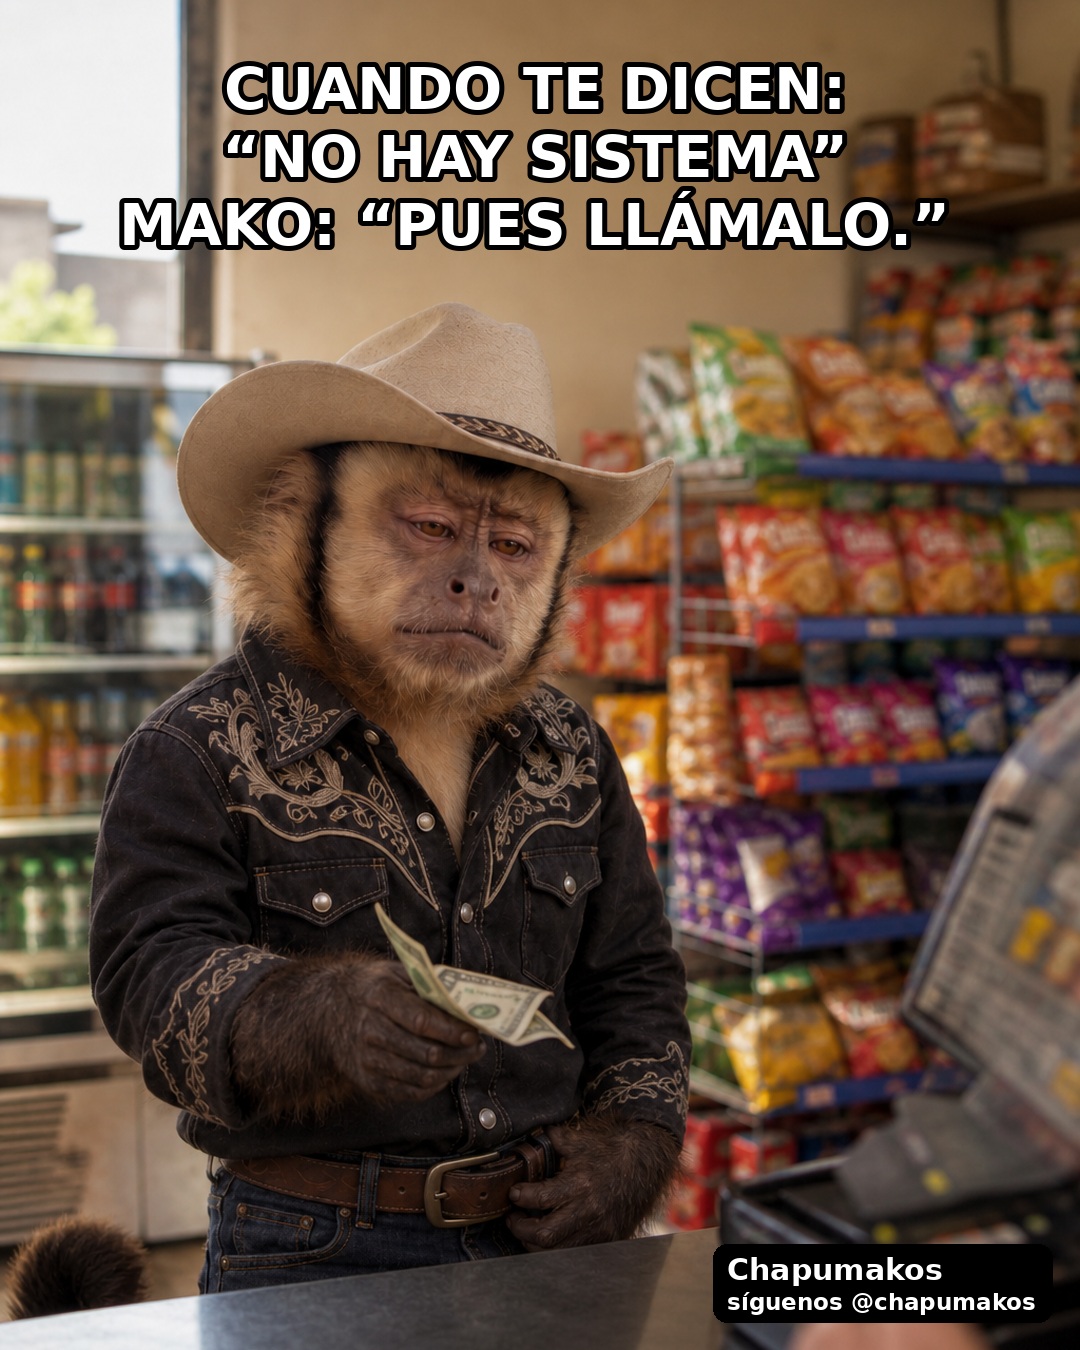 CUANDO TE DICEN:
“NO HAY SISTEMA”
MAKO: “PUES LLÁMALO.”
Chapumakos
síguenos @chapumakos